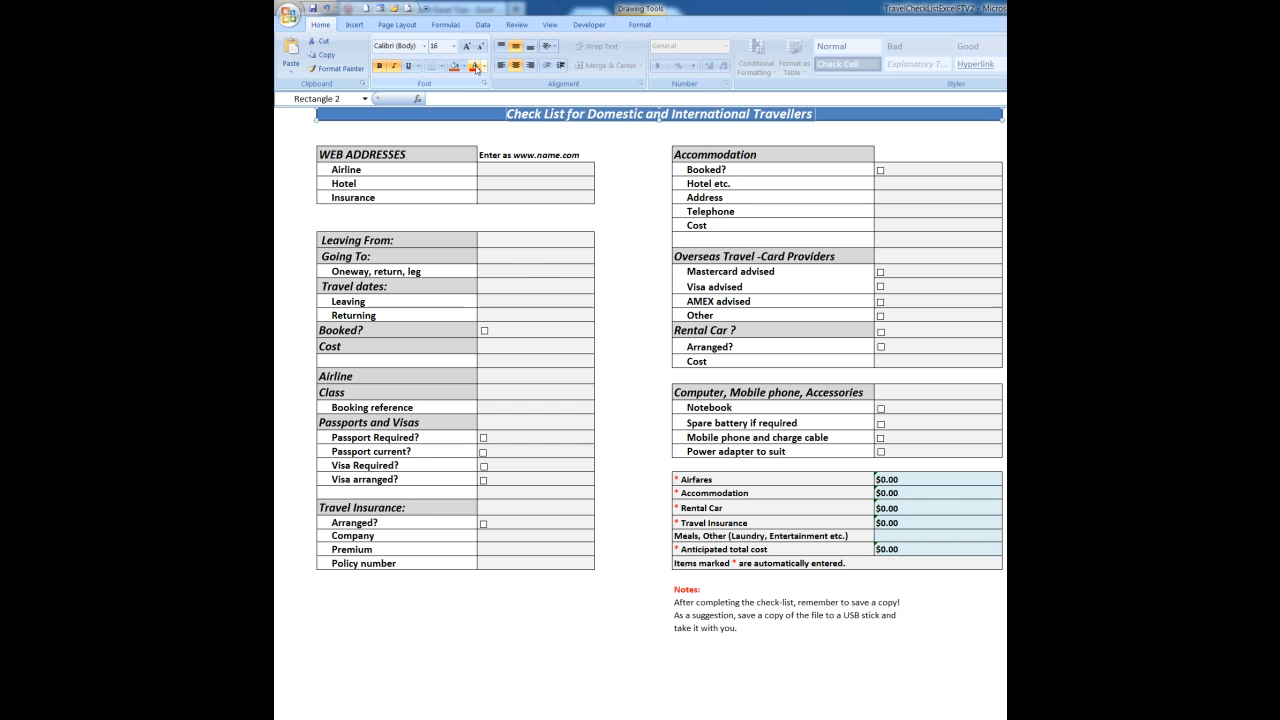 Drawing Tools
TravelCheckListExcelFTV2 - Micros
Home Insert Page Layout Formulas Data Review View Developer Format
Paste
Cut
Copy
Format Painter
Clipboard
Calibri (Body) 16
B I U A
Font
Wrap Text
Merge & Center
Alignment
General
$ % ,
Number
Conditional Formatting
Format as Table
Normal Bad Good
Check Cell Explanatory T... Hyperlink
Styles
Rectangle 2 fx
Check List for Domestic and International Travellers
WEB ADDRESSES Enter as www.name.com
Airline
Hotel
Insurance
Leaving From:
Going To:
Oneway, return, leg
Travel dates:
Leaving
Returning
Booked?
Cost
Airline
Class
Booking reference
Passports and Visas
Passport Required?
Passport current?
Visa Required?
Visa arranged?
Travel Insurance:
Arranged?
Company
Premium
Policy number
Accommodation
Booked?
Hotel etc.
Address
Telephone
Cost
Overseas Travel -Card Providers
Mastercard advised
Visa advised
AMEX advised
Other
Rental Car ?
Arranged?
Cost
Computer, Mobile phone, Accessories
Notebook
Spare battery if required
Mobile phone and charge cable
Power adapter to suit
* Airfares $0.00
* Accommodation $0.00
* Rental Car $0.00
* Travel Insurance $0.00
Meals, Other (Laundry, Entertainment etc.)
* Anticipated total cost $0.00
Items marked * are automatically entered.
Notes:
After completing the check-list, remember to save a copy!
As a suggestion, save a copy of the file to a USB stick and
take it with you.